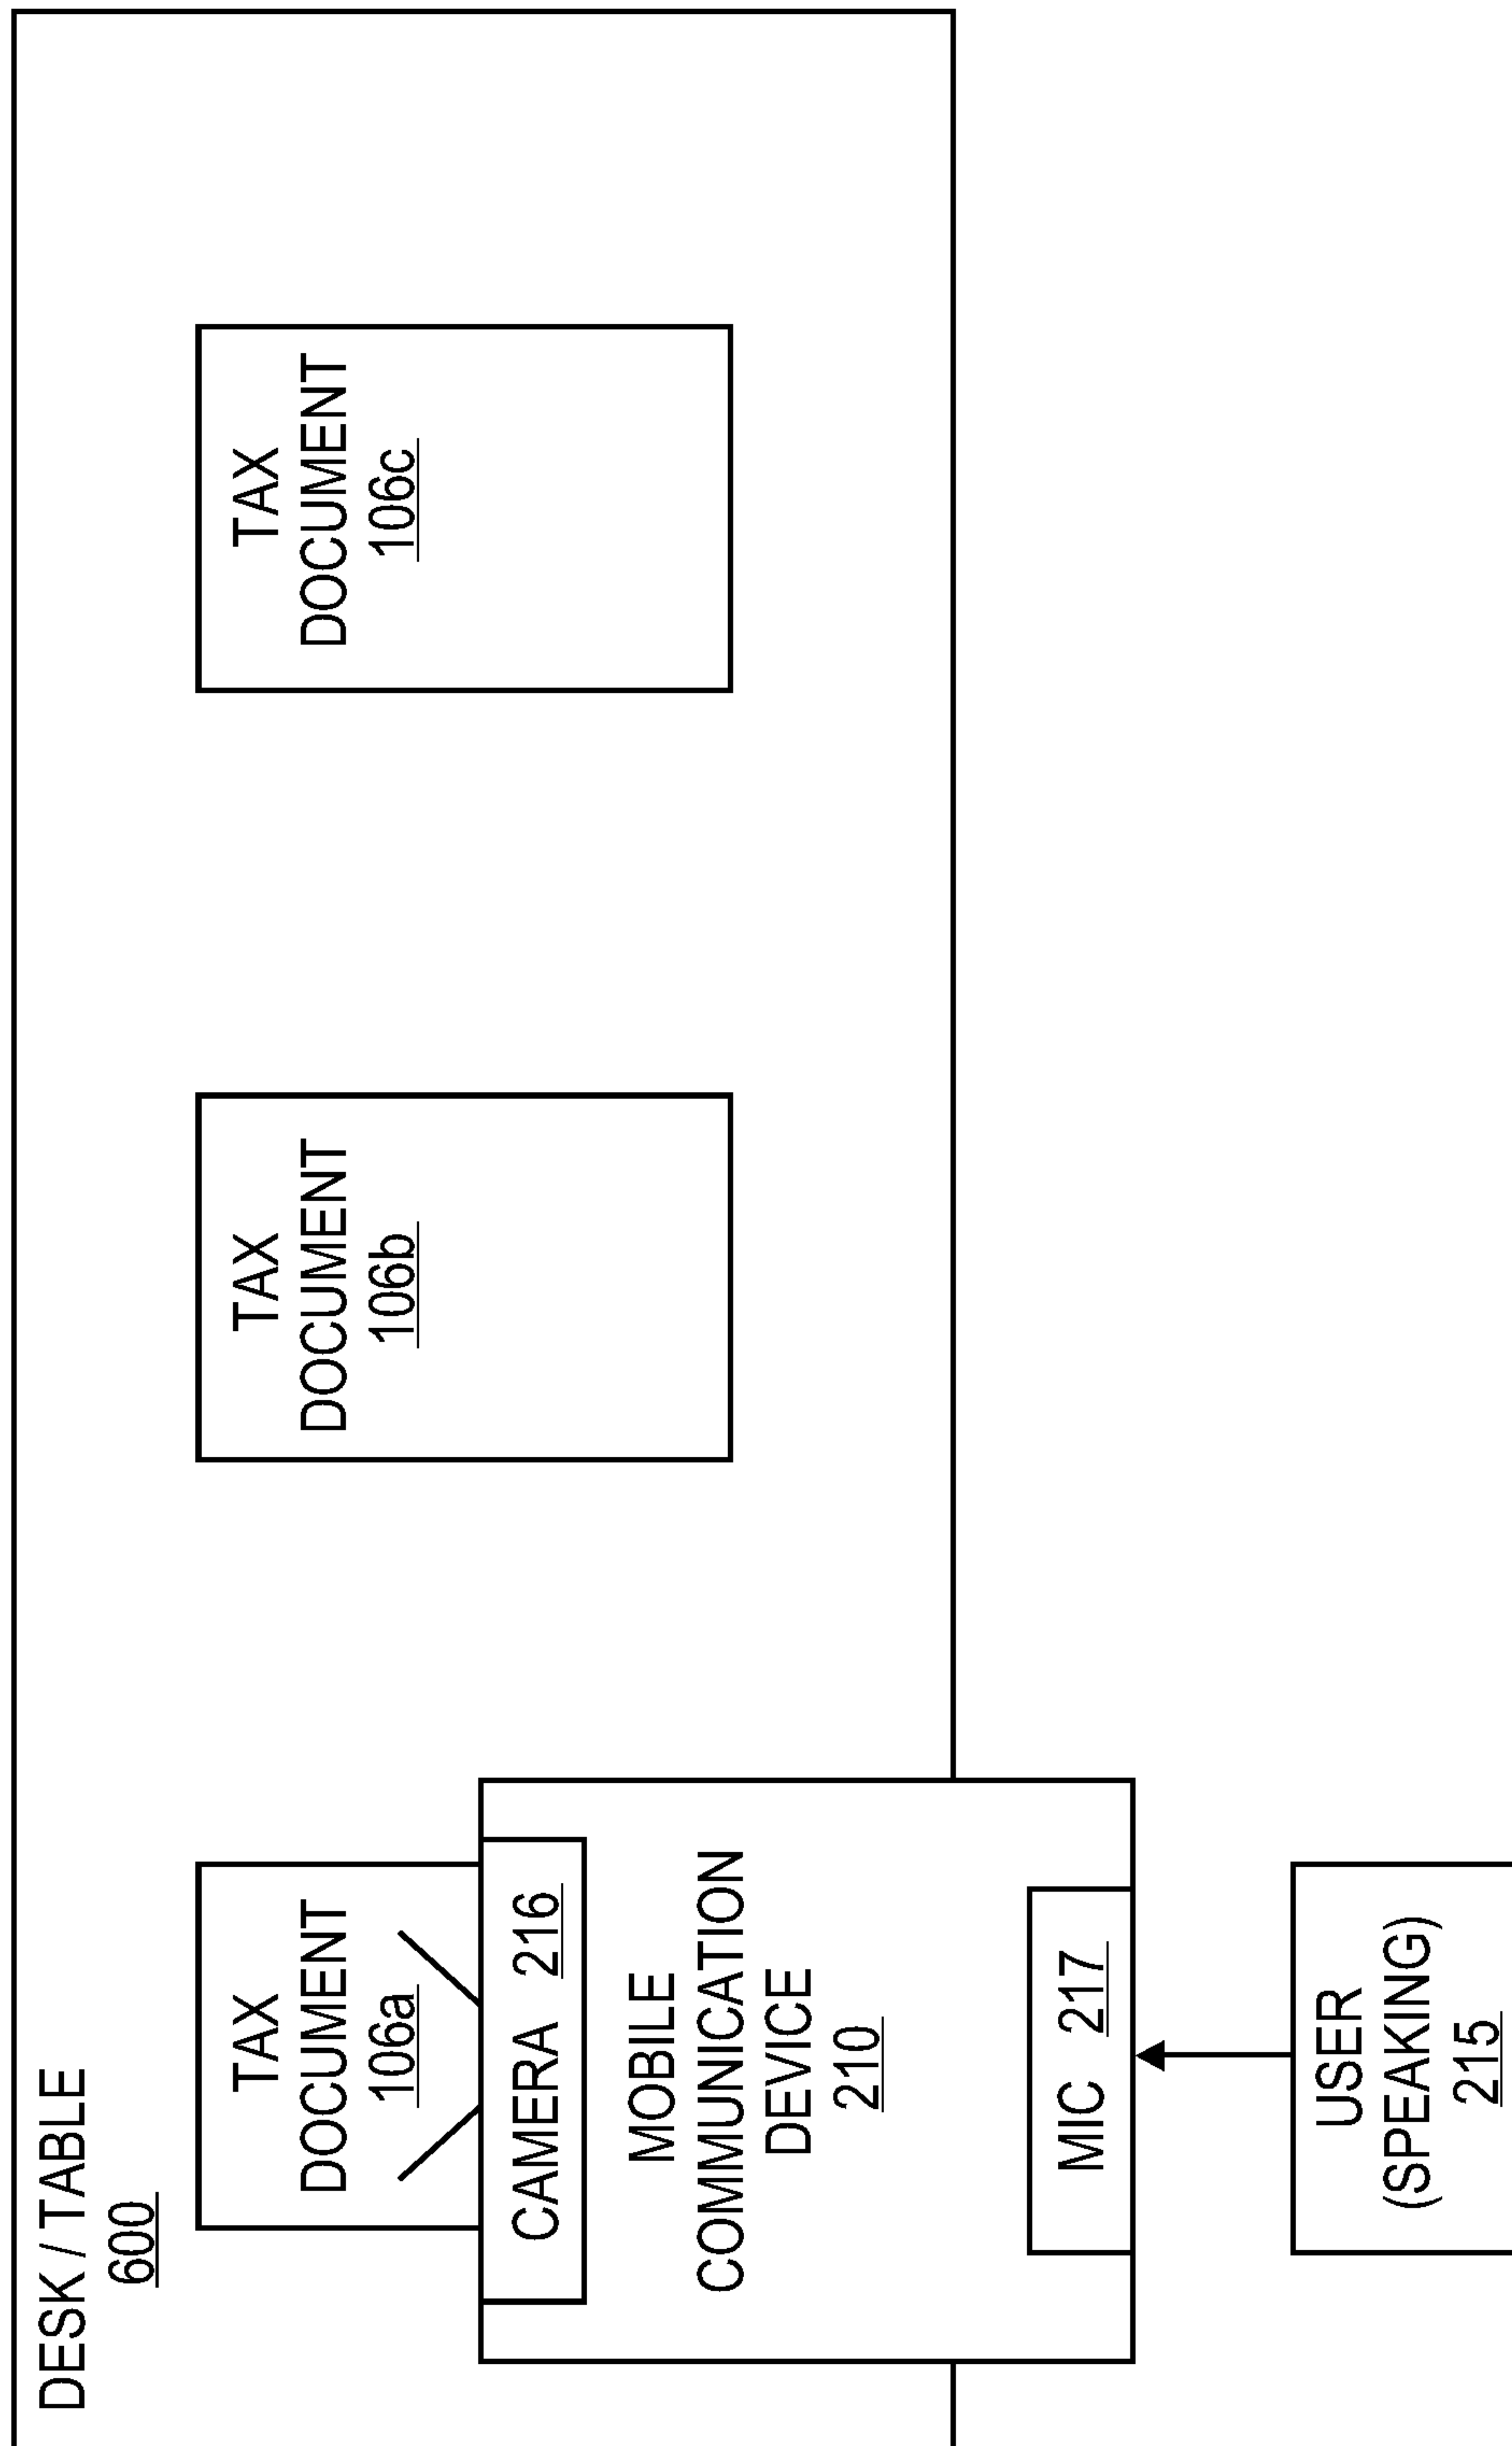 DESK / TABLE
600
TAX
DOCUMENT
106a
TAX
DOCUMENT
106b
TAX
DOCUMENT
106c
CAMERA 216
MOBILE
COMMUNICATION
DEVICE
210
MIC 217
USER
(SPEAKING)
215